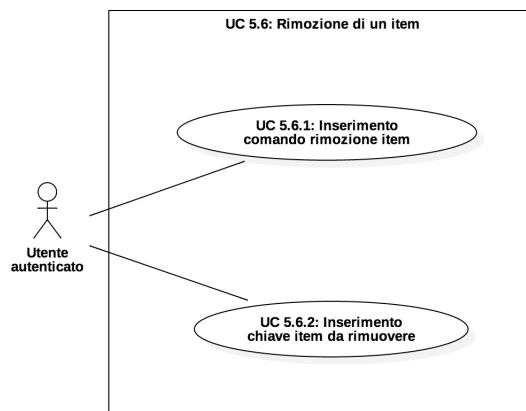 UC 5.6: Rimozione di un item
UC 5.6.1: Inserimento
comando rimozione item
Utente
autenticato
UC 5.6.2: Inserimento
chiave item da rimuovere